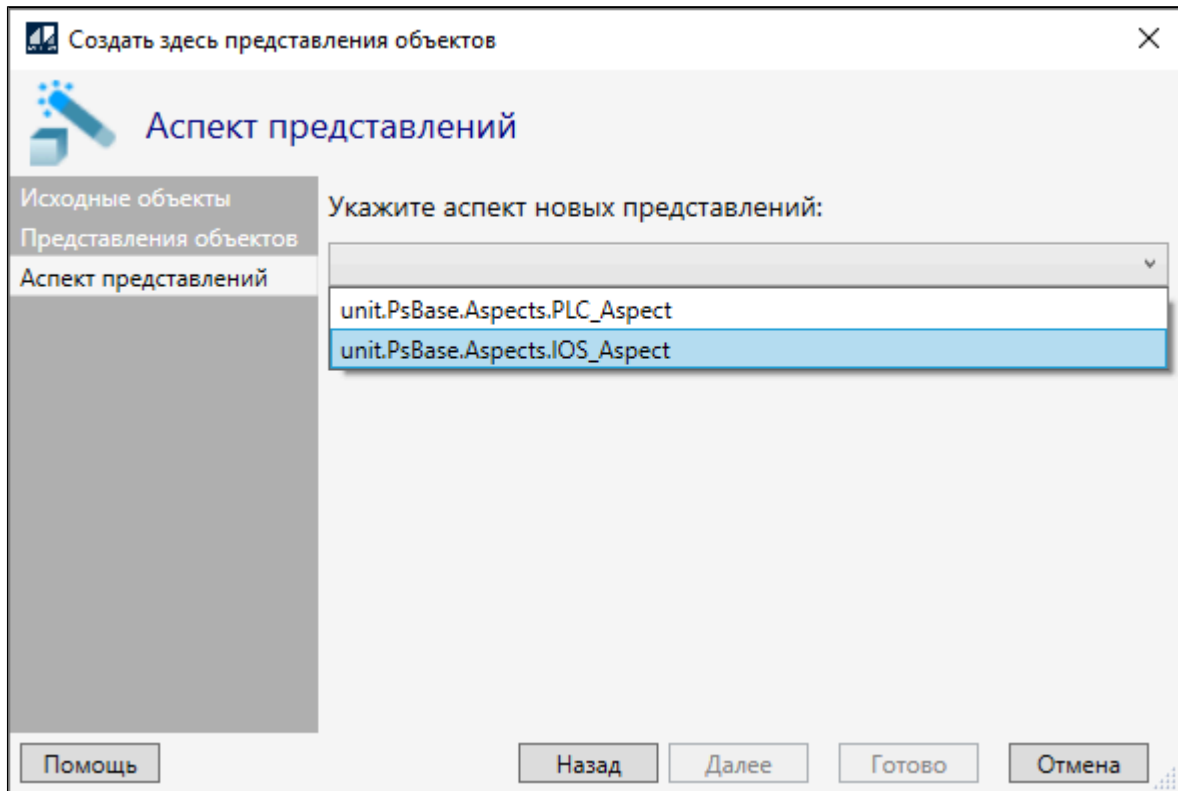 Создать здесь представления объектов
Аспект представлений
Исходные объекты
Представления объектов
Аспект представлений
Укажите аспект новых представлений:
unit.PsBase.Aspects.PLC_Aspect
unit.PsBase.Aspects.IOS_Aspect
Помощь
Назад
Далее
Готово
Отмена